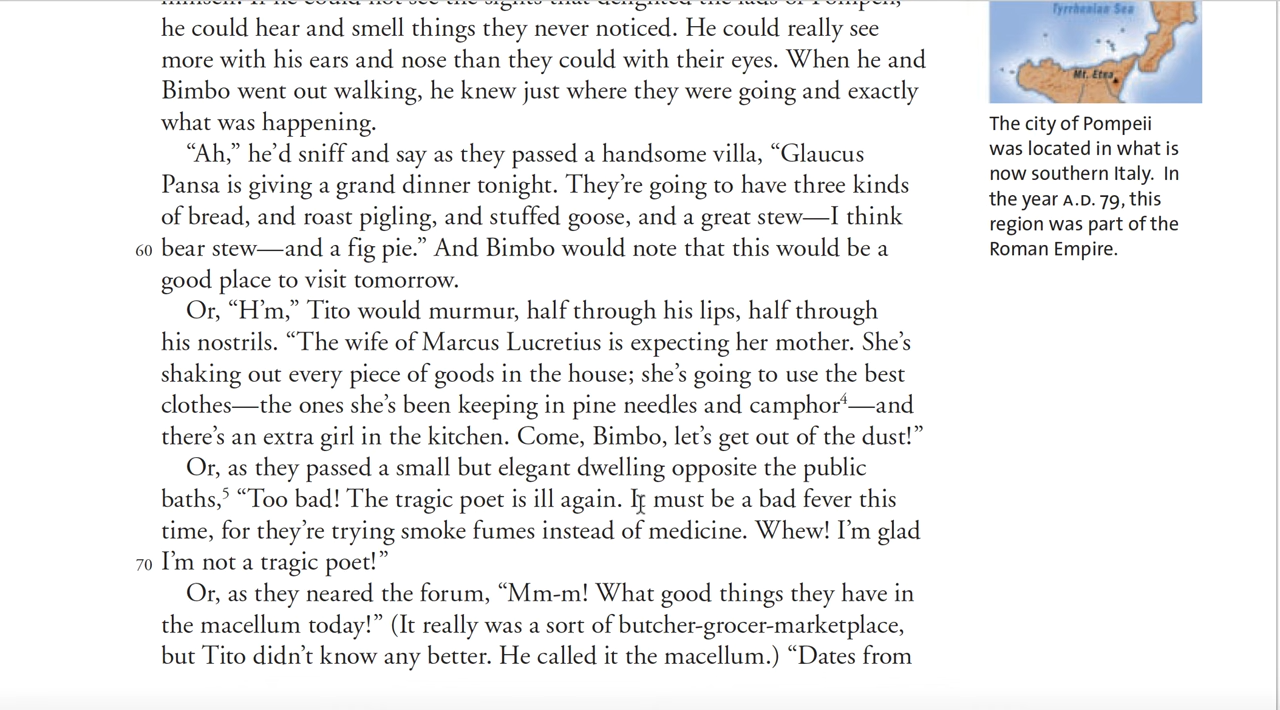 he could hear and smell things they never noticed. He could really see
more with his ears and nose than they could with their eyes. When he and
Bimbo went out walking, he knew just where they were going and exactly
what was happening.
“Ah,” he’d sniff and say as they passed a handsome villa, “Glaucus
Pansa is giving a grand dinner tonight. They’re going to have three kinds
of bread, and roast pigling, and stuffed goose, and a great stew—I think
60 bear stew—and a fig pie.” And Bimbo would note that this would be a
good place to visit tomorrow.
Or, “H’m,” Tito would murmur, half through his lips, half through
his nostrils. “The wife of Marcus Lucretius is expecting her mother. She’s
shaking out every piece of goods in the house; she’s going to use the best
clothes—the ones she’s been keeping in pine needles and camphor4—and
there’s an extra girl in the kitchen. Come, Bimbo, let’s get out of the dust!”
Or, as they passed a small but elegant dwelling opposite the public
baths,5 “Too bad! The tragic poet is ill again. It must be a bad fever this
time, for they’re trying smoke fumes instead of medicine. Whew! I’m glad
70 I’m not a tragic poet!”
Or, as they neared the forum, “Mm-m! What good things they have in
the macellum today!” (It really was a sort of butcher-grocer-marketplace,
but Tito didn’t know any better. He called it the macellum.) “Dates from
Tyrrhenian Sea
Mt. Etna
The city of Pompeii
was located in what is
now southern Italy. In
the year A.D. 79, this
region was part of the
Roman Empire.